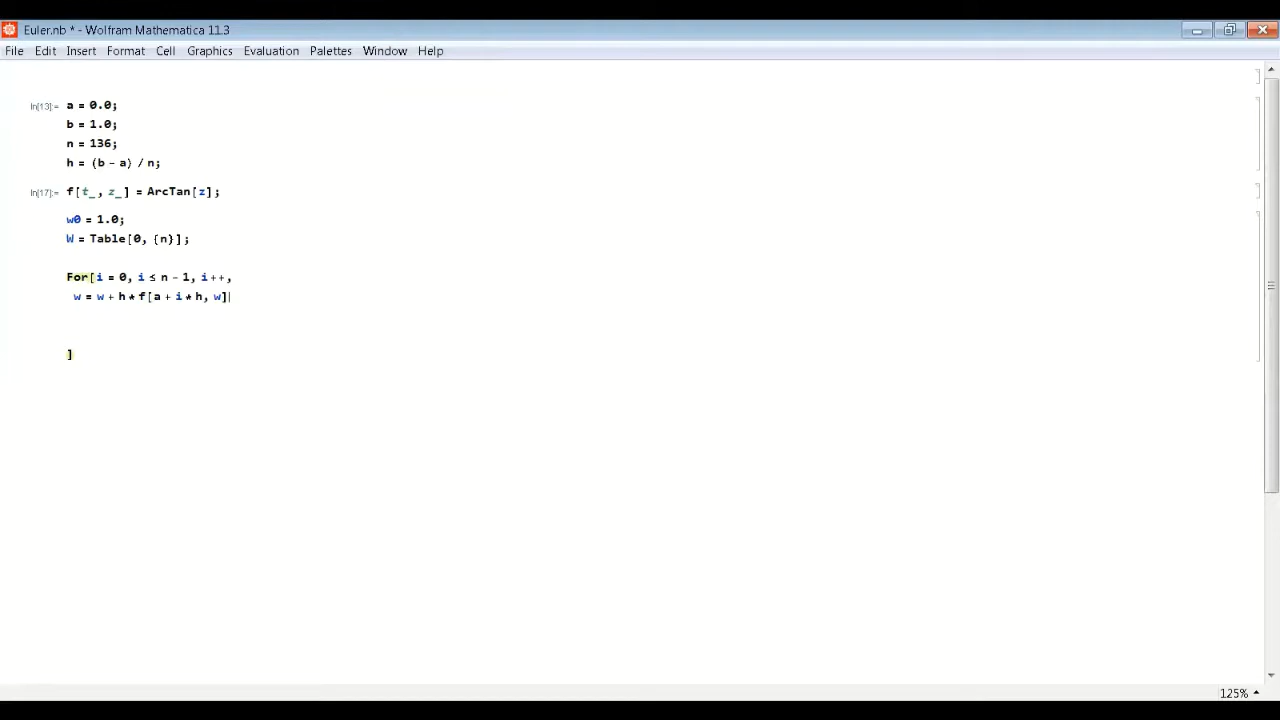 Euler.nb * - Wolfram Mathematica 11.3
File Edit Insert Format Cell Graphics Evaluation Palettes Window Help
In[13]:= a = 0.0;
b = 1.0;
n = 136;
h = (b - a) / n;
In[17]:= f[t_, z_] = ArcTan[z];
w0 = 1.0;
W = Table[0, {n}];
For[i = 0, i ≤ n - 1, i++,
w = w + h * f[a + i * h, w]
]
125%